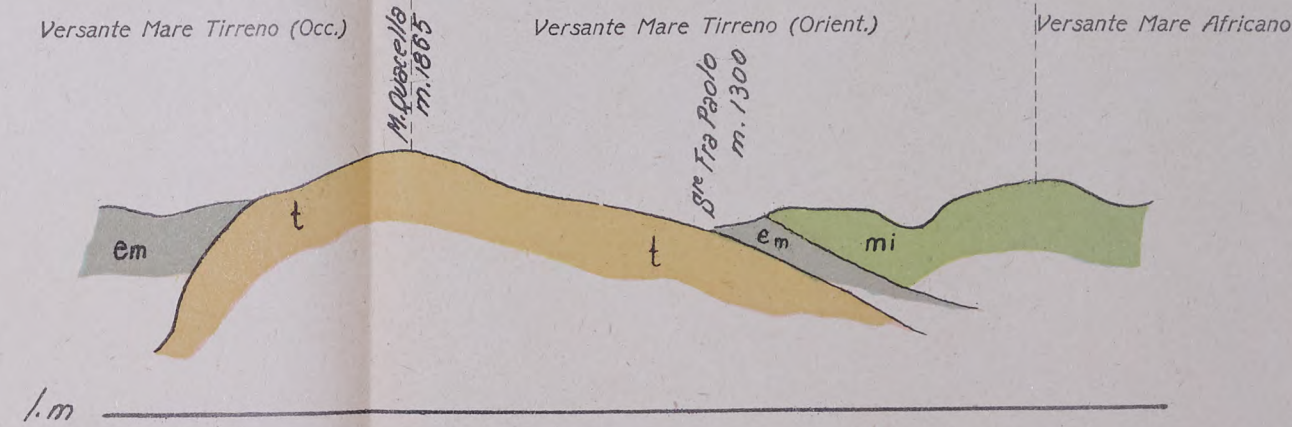 Versante Mare Tirreno (Occ.)
Versante Mare Tirreno (Orient.)
Versante Mare Africano
M. Quacella
m. 1865
Bre Fra Paolo
m. 1300
em
t
t
em
mi
l.m